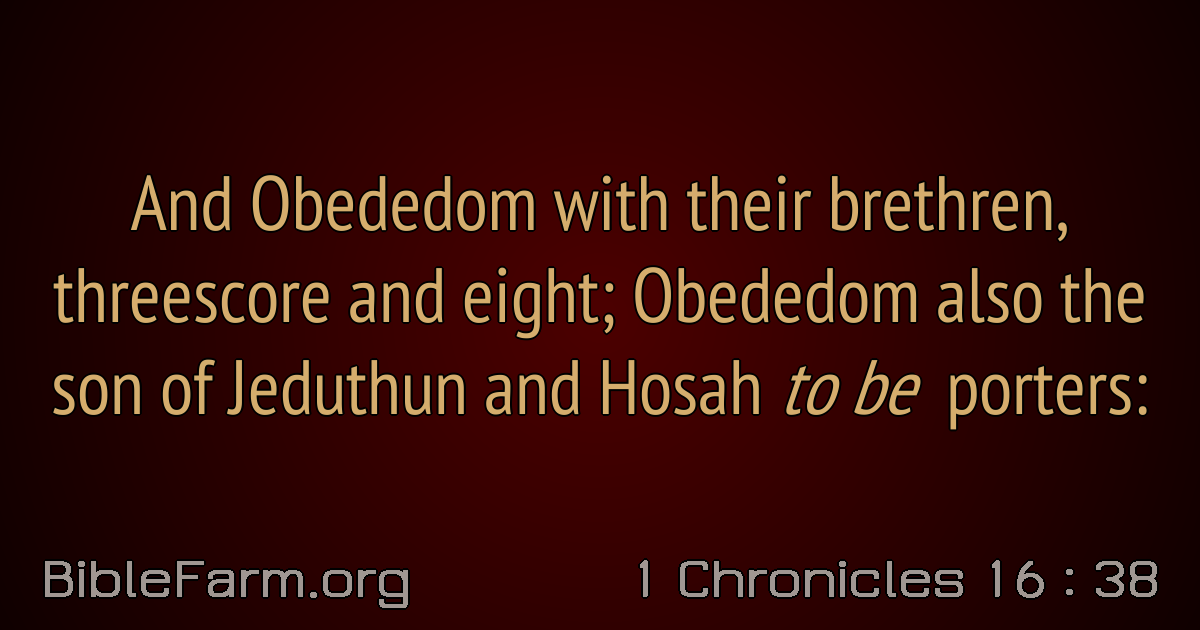 And Obededom with their brethren,
threescore and eight; Obededom also the
son of Jeduthun and Hosah to be porters:
BibleFarm.org
1 Chronicles 16 : 38